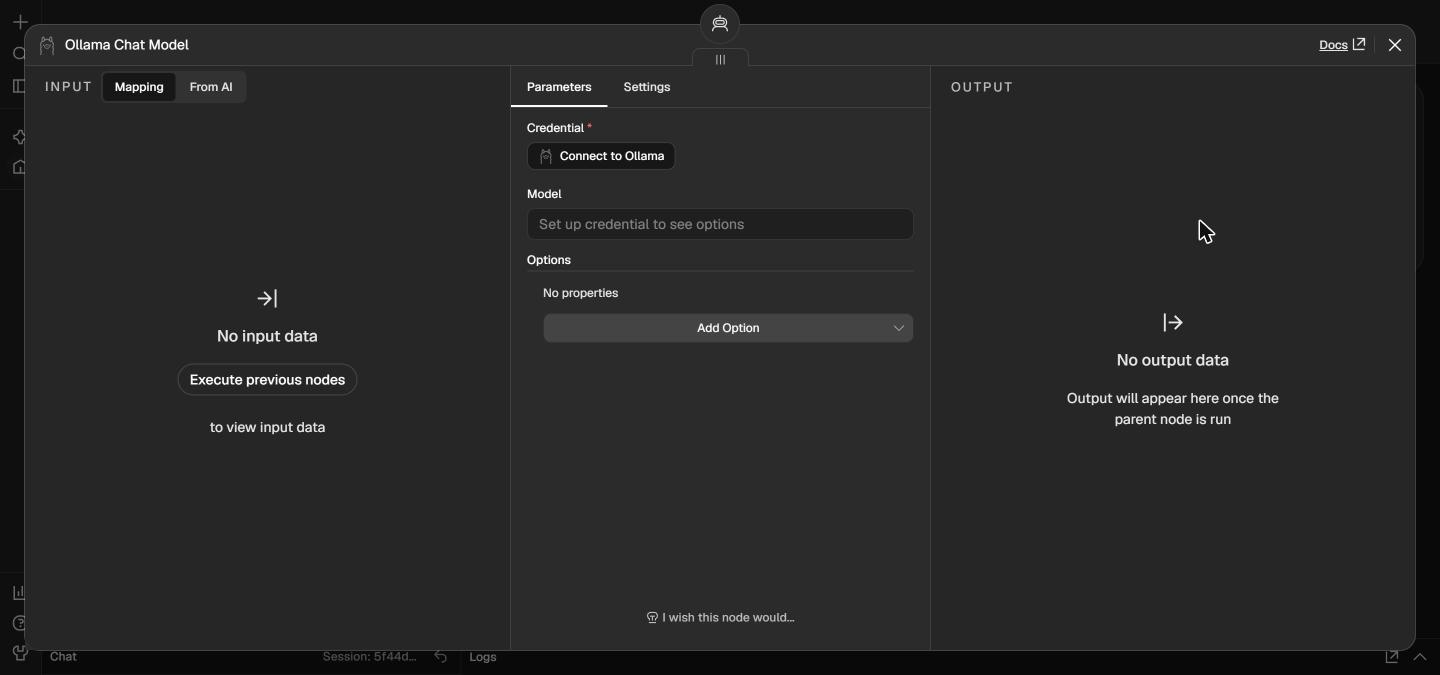 Ollama Chat Model
Docs
INPUT
Mapping
From AI
No input data
Execute previous nodes
to view input data
Parameters
Settings
Credential *
Connect to Ollama
Model
Set up credential to see options
Options
No properties
Add Option
I wish this node would...
OUTPUT
No output data
Output will appear here once the
parent node is run
Chat
Session: 5f44d...
Logs